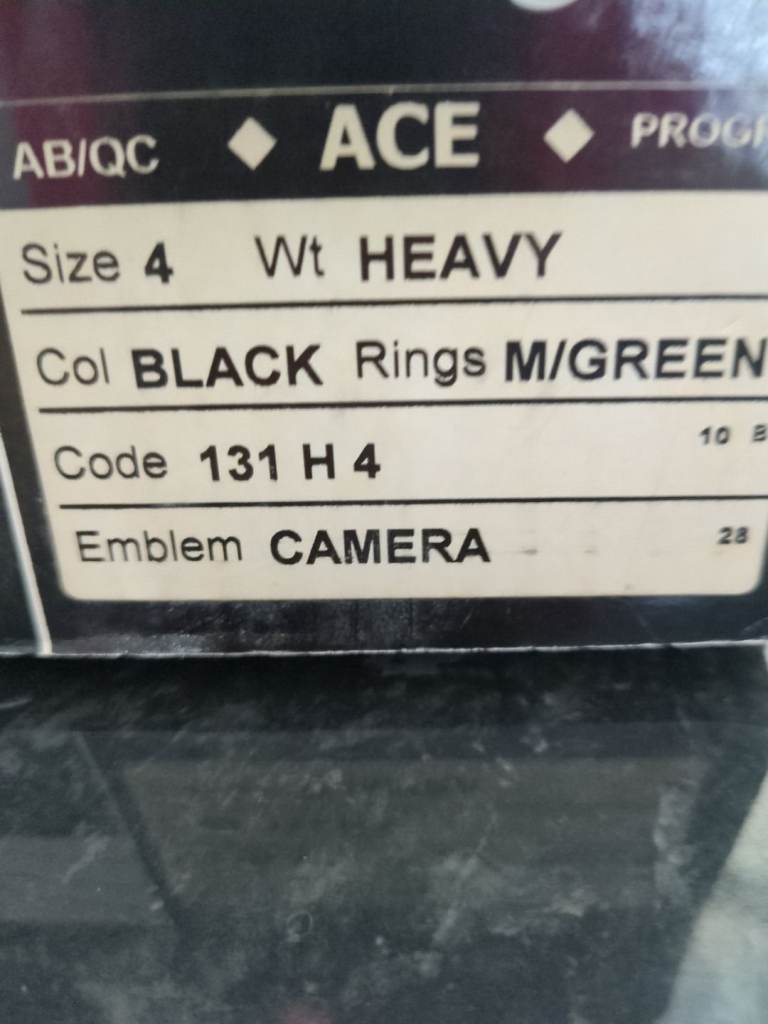 AB/QC ◆ ACE ◆
Size 4 Wt HEAVY
Col BLACK Rings M/GREEN
Code 131 H 4 10
Emblem CAMERA 28